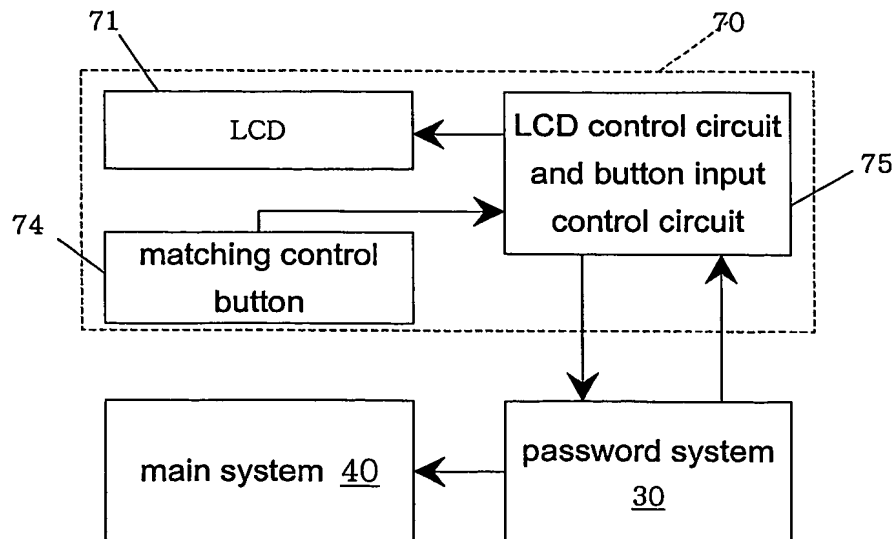 71
70
LCD
LCD control circuit
and button input
control circuit
75
74
matching control
button
main system 40
password system
30